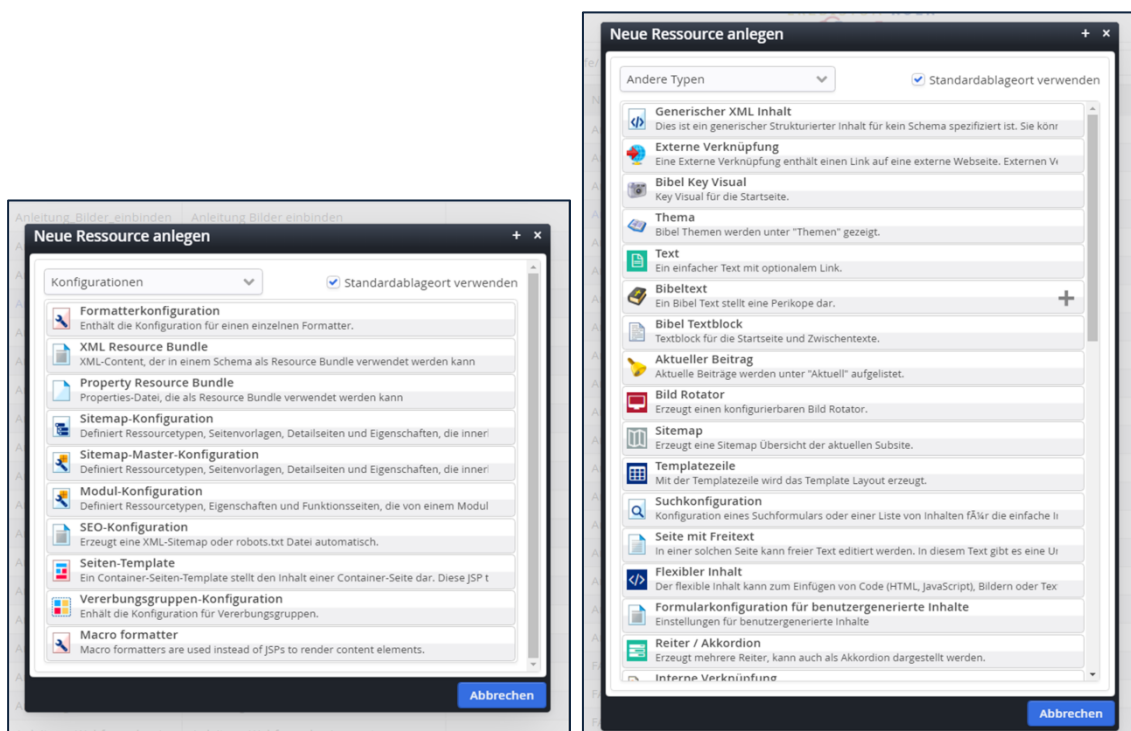 Anleitung_Bilder_einbinden Anleitung Bilder einbinden
Neue Ressource anlegen
Konfigurationen
Standardablageort verwenden
Formatterkonfiguration
Enthält die Konfiguration für einen einzelnen Formatter.
XML Resource Bundle
XML-Content, der in einem Schema als Resource Bundle verwendet werden kann
Property Resource Bundle
Properties-Datei, die als Resource Bundle verwendet werden kann
Sitemap-Konfiguration
Definiert Ressourcetypen, Seitenvorlagen, Detailseiten und Eigenschaften, die innerl
Sitemap-Master-Konfiguration
Definiert Ressourcetypen, Seitenvorlagen, Detailseiten und Eigenschaften, die innerl
Modul-Konfiguration
Definiert Ressourcetypen, Eigenschaften und Funktionsseiten, die von einem Modul
SEO-Konfiguration
Erzeugt eine XML-Sitemap oder robots.txt Datei automatisch.
Seiten-Template
Ein Container-Seiten-Template stellt den Inhalt einer Container-Seite dar. Diese JSP t
Vererbungsgruppen-Konfiguration
Enhält die Konfiguration für Vererbungsgruppen.
Macro formatter
Macro formatters are used instead of JSPs to render content elements.
Abbrechen
Neue Ressource anlegen
Andere Typen
Standardablageort verwenden
Generischer XML Inhalt
Dies ist ein generischer Strukturierter Inhalt für kein Schema spezifiziert ist. Sie könr
Externe Verknüpfung
Eine Externe Verknüpfung enthält einen Link auf eine externe Webseite. Externen Ve
Bibel Key Visual
Key Visual für die Startseite.
Thema
Bibel Themen werden unter "Themen" gezeigt.
Text
Ein einfacher Text mit optionalem Link.
Bibeltext
Ein Bibel Text stellt eine Perikope dar.
Bibel Textblock
Textblock für die Startseite und Zwischentexte.
Aktueller Beitrag
Aktuelle Beiträge werden unter "Aktuell" aufgelistet.
Bild Rotator
Erzeugt einen konfigurierbaren Bild Rotator.
Sitemap
Erzeugt eine Sitemap Übersicht der aktuellen Subsite.
Templatezeile
Mit der Templatezeile wird das Template Layout erzeugt.
Suchkonfiguration
Konfiguration eines Suchformulars oder einer Liste von Inhalten fÃ¼r die einfache Iı
Seite mit Freitext
In einer solchen Seite kann freier Text editiert werden. In diesem Text gibt es eine Uı
Flexibler Inhalt
Der flexible Inhalt kann zum Einfügen von Code (HTML, JavaScript), Bildern oder Tex
Formularkonfiguration für benutzergenerierte Inhalte
Einstellungen für benutzergenerierte Inhalte
Reiter / Akkordion
Erzeugt mehrere Reiter, kann auch als Akkordion dargestellt werden.
Interne Verknüpfung
Abbrechen